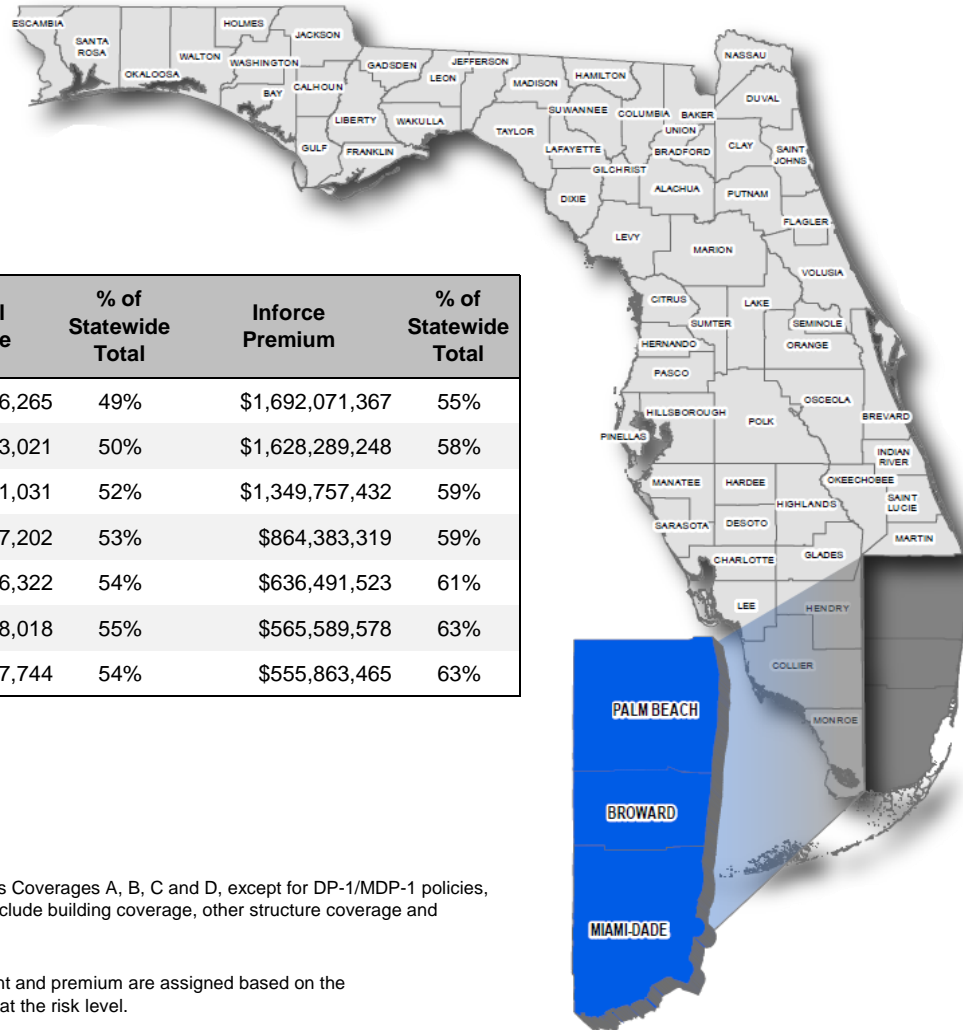 ESCAMBIA
SANTA
ROSA
OKALOOSA
WALTON
HOLMES
WASHINGTON
JACKSON
BAY
CALHOUN
GULF
LIBERTY
FRANKLIN
GADSDEN
LEON
WAKULLA
JEFFERSON
MADISON
TAYLOR
HAMILTON
SUWANNEE
LAFAYETTE
DIXIE
COLUMBIA
GILCHRIST
BAKER
UNION
BRADFORD
ALACHUA
LEVY
NASSAU
DUVAL
CLAY
SAINT
JOHNS
PUTNAM
FLAGLER
MARION
VOLUSIA
CITRUS
SUMTER
LAKE
SEMINOLE
HERNANDO
ORANGE
PASCO
OSCEOLA
BREVARD
HILLSBOROUGH
PINELLAS
POLK
INDIAN
RIVER
MANATEE
HARDEE
OKEECHOBEE
HIGHLANDS
SAINT
LUCIE
SARASOTA
DESOTO
MARTIN
CHARLOTTE
GLADES
LEE
HENDRY
COLLIER
MONROE
% of
Statewide
Total
Inforce
Premium
% of
Statewide
Total
6,265 49% $1,692,071,367 55%
3,021 50% $1,628,289,248 58%
1,031 52% $1,349,757,432 59%
7,202 53% $864,383,319 59%
6,322 54% $636,491,523 61%
8,018 55% $565,589,578 63%
7,744 54% $555,863,465 63%
PALM BEACH
BROWARD
MIAMI-DADE
s Coverages A, B, C and D, except for DP-1/MDP-1 policies,
clude building coverage, other structure coverage and
nt and premium are assigned based on the
at the risk level.